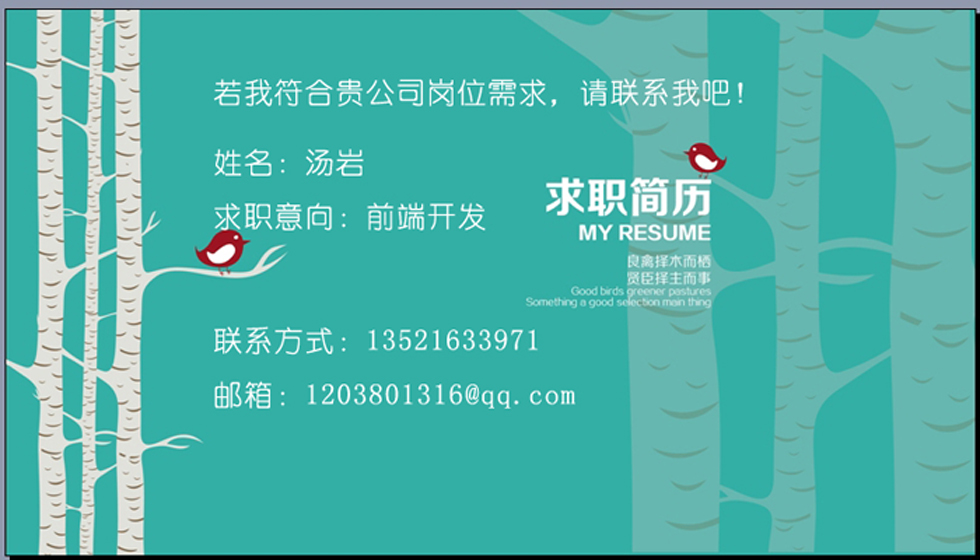 若我符合贵公司岗位需求，请联系我吧！
姓名：汤岩
求职意向：前端开发
求职简历
MY RESUME
良禽择木而栖
贤臣择主而事
Good birds greener pastures
Something a good selection main thing
联系方式：13521633971
邮箱：1203801316@qq.com